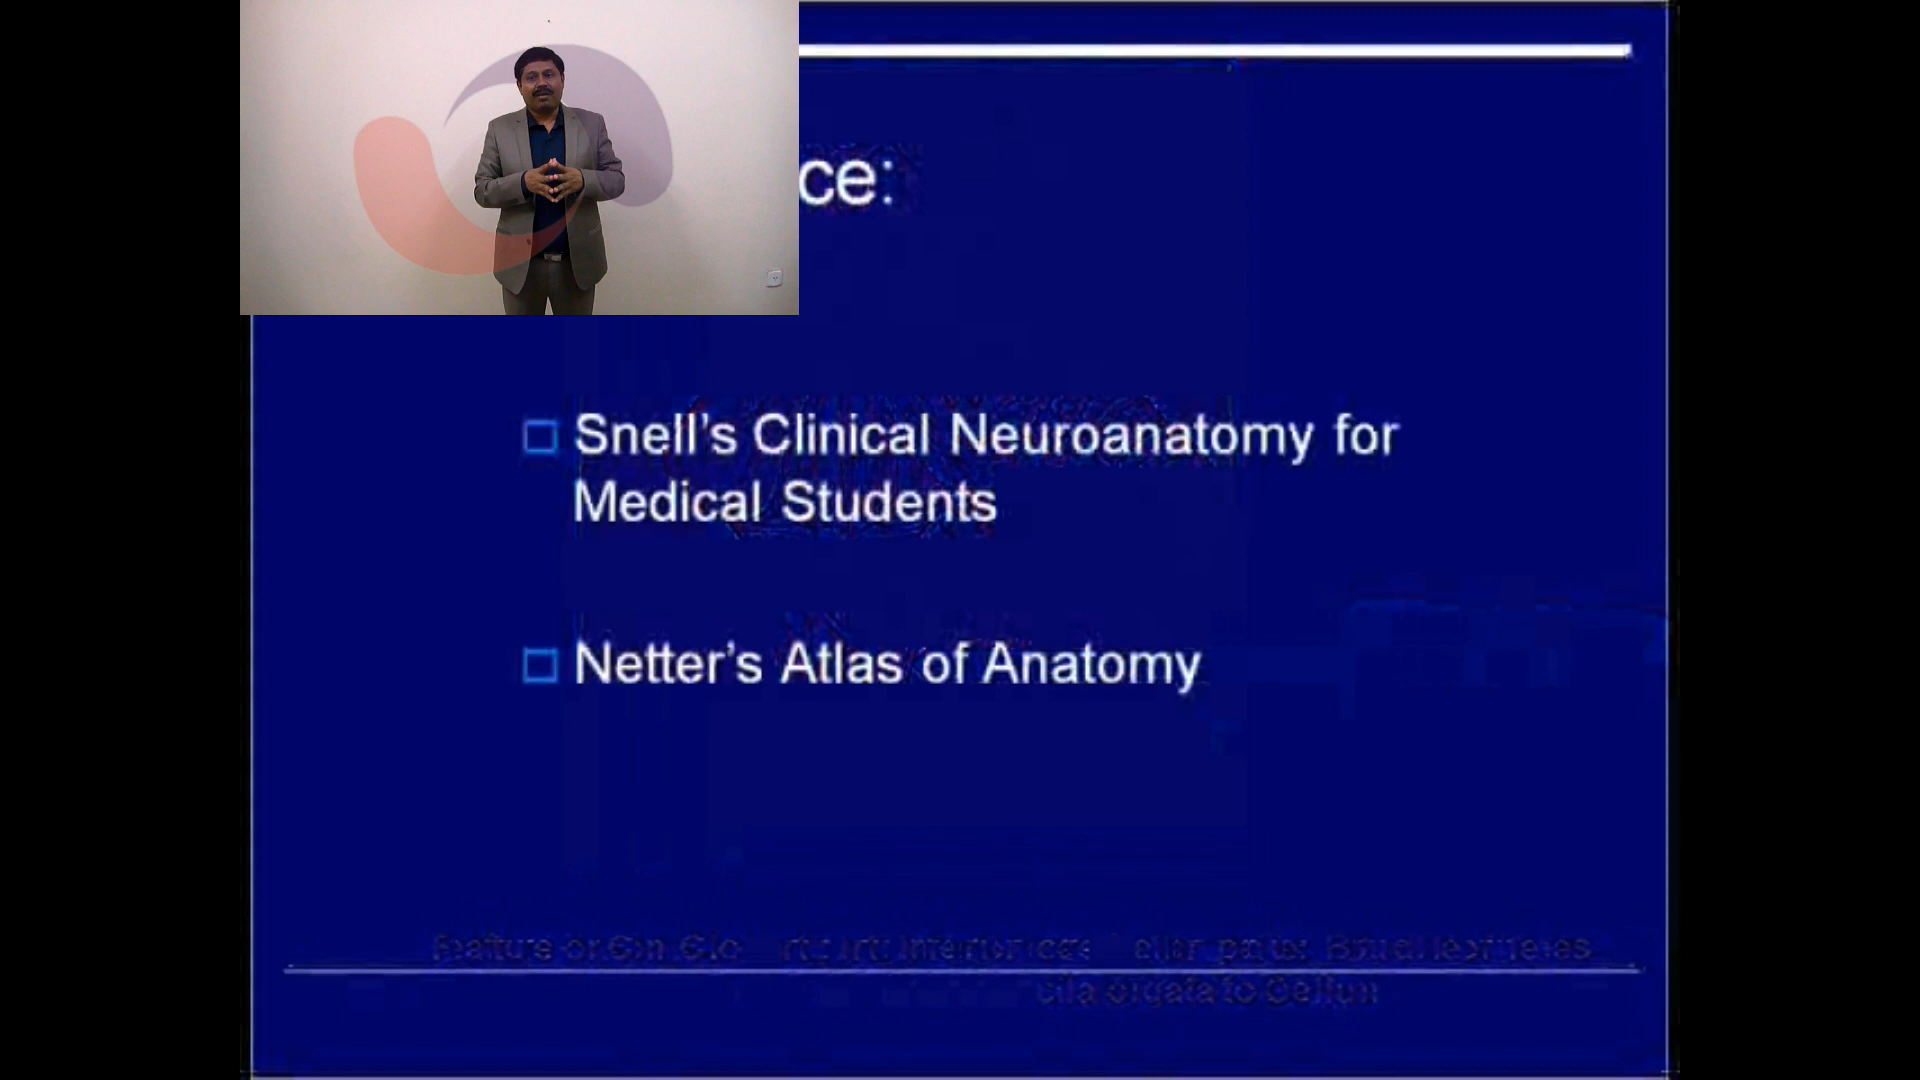 ce:
Snell's Clinical Neuroanatomy for
Medical Students
Netter's Atlas of Anatomy